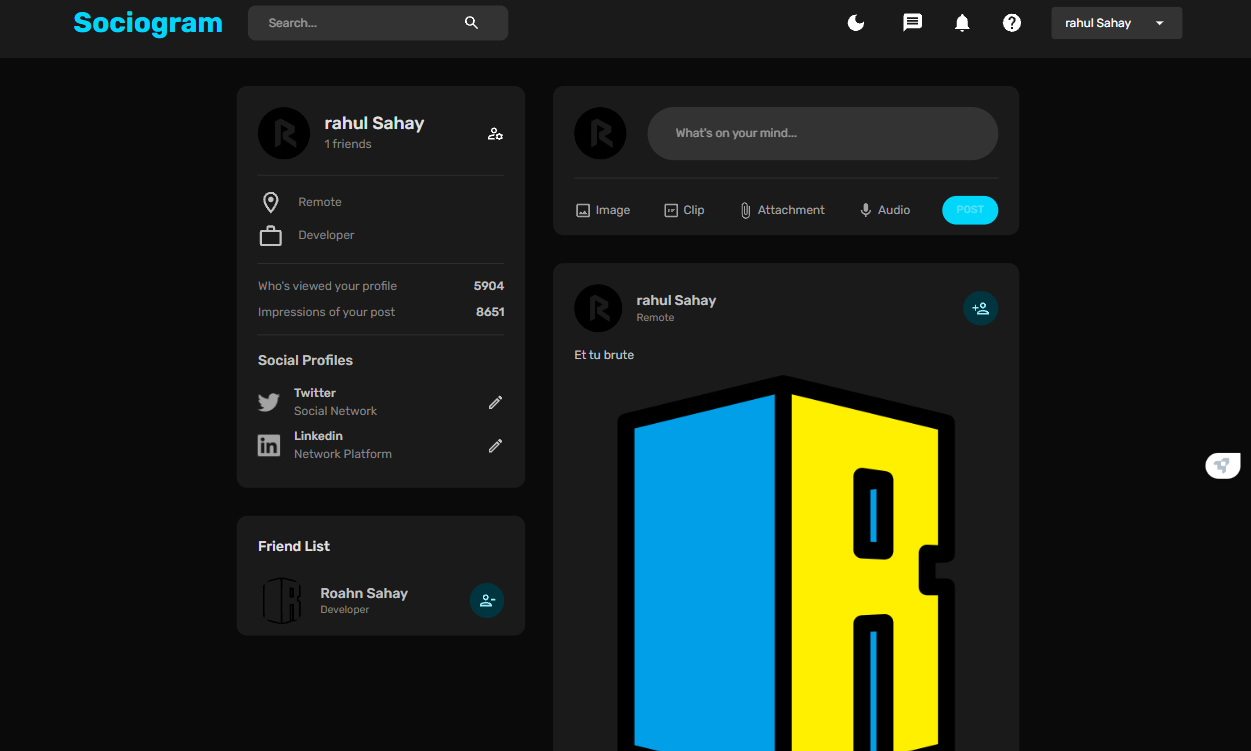 Sociogram
Search...
rahul Sahay
rahul Sahay
1 friends
Remote
Developer
Who's viewed your profile 5904
Impressions of your post 8651
Social Profiles
Twitter
Social Network
Linkedin
Network Platform
Friend List
Roahn Sahay
Developer
What's on your mind...
Image Clip Attachment Audio POST
rahul Sahay
Remote
Et tu brute